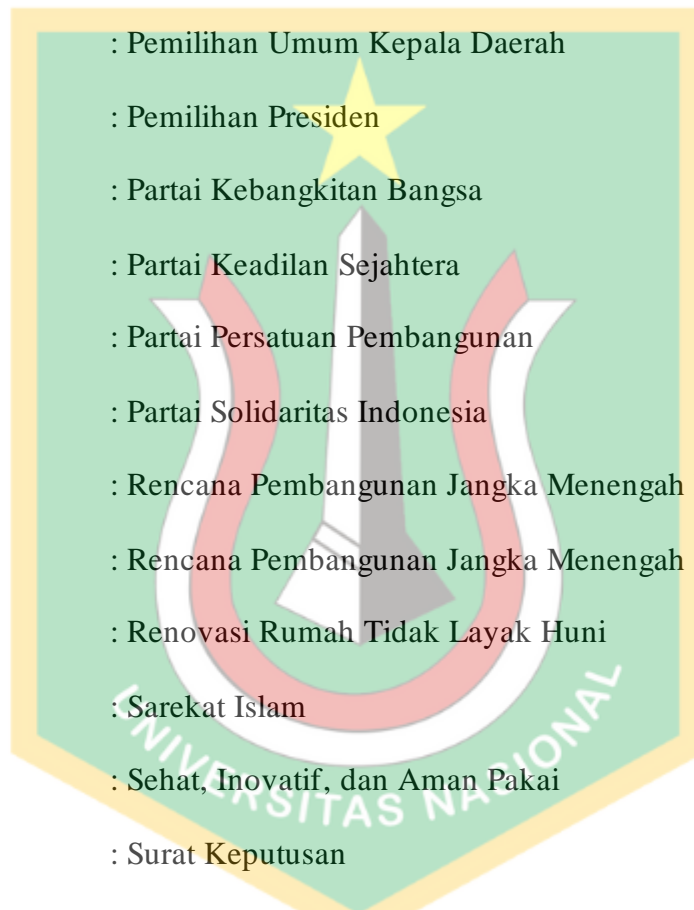 : Pemilihan Umum Kepala Daerah
: Pemilihan Presiden
: Partai Kebangkitan Bangsa
: Partai Keadilan Sejahtera
: Partai Persatuan Pembangunan
: Partai Solidaritas Indonesia
: Rencana Pembangunan Jangka Menengah
: Rencana Pembangunan Jangka Menengah
: Renovasi Rumah Tidak Layak Huni
: Sarekat Islam
: Sehat, Inovatif, dan Aman Pakai
: Surat Keputusan
UNIVERSITAS NASIONAL